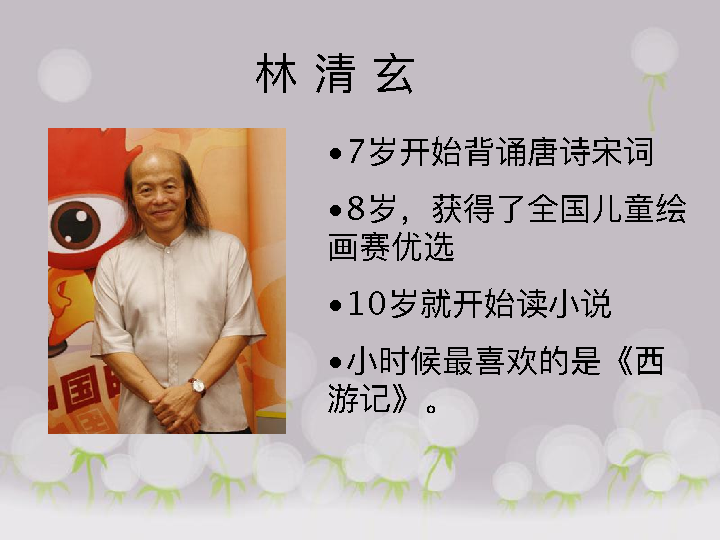 林 清 玄
•7岁开始背诵唐诗宋词
•8岁，获得了全国儿童绘
画赛优选
•10岁就开始读小说
•小时候最喜欢的是《西
游记》。
中国